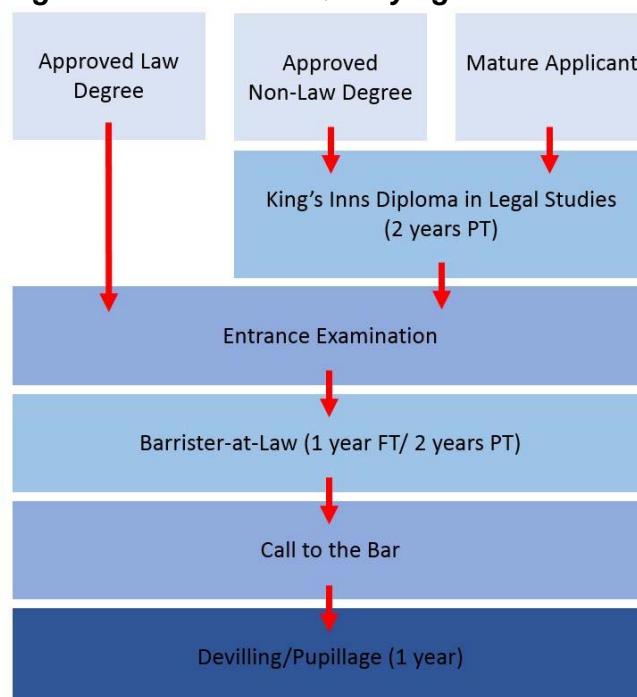 Approved Law
Degree
Approved
Non-Law Degree
Mature Applicant
King's Inns Diploma in Legal Studies
(2 years PT)
Entrance Examination
Barrister-at-Law (1 year FT/ 2 years PT)
Call to the Bar
Devilling/Pupillage (1 year)